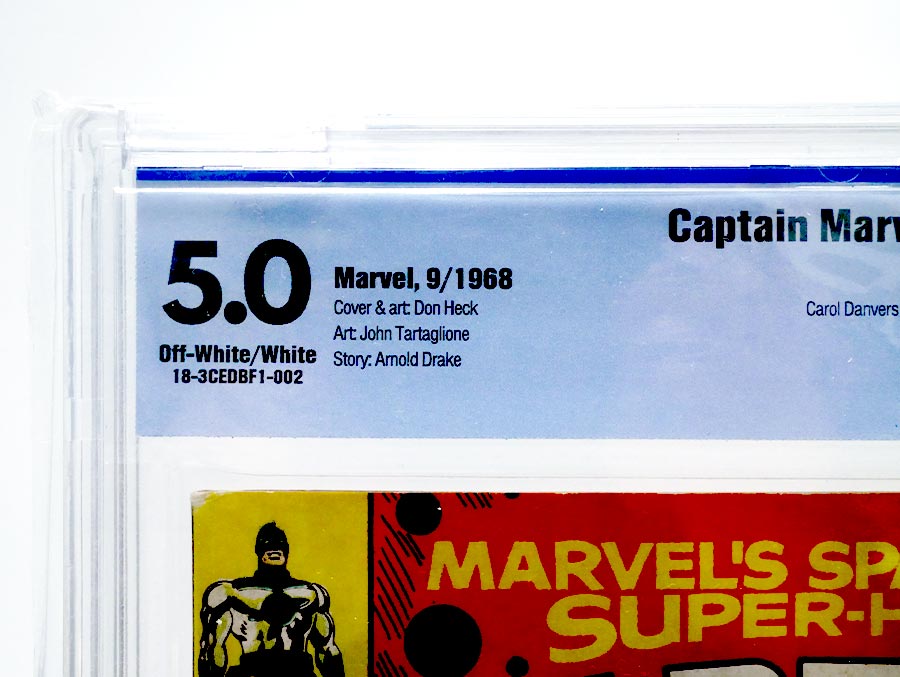 Captain Marv
5.0
Marvel, 9/1968
Cover & art: Don Heck
Carol Danvers
Art: John Tartaglione
Off-White/White
Story: Arnold Drake
18-3CEDBF1-002
MARVEL'S SPA
SUPER-H